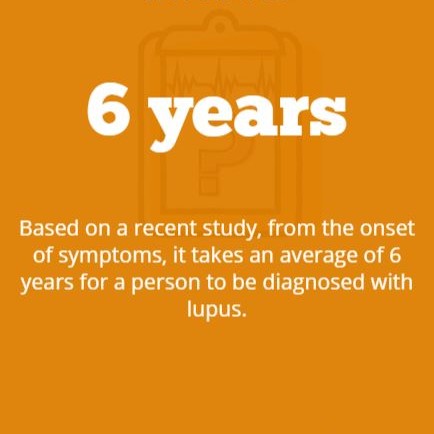 6 years
Based on a recent study, from the onset
of symptoms, it takes an average of 6
years for a person to be diagnosed with
lupus.